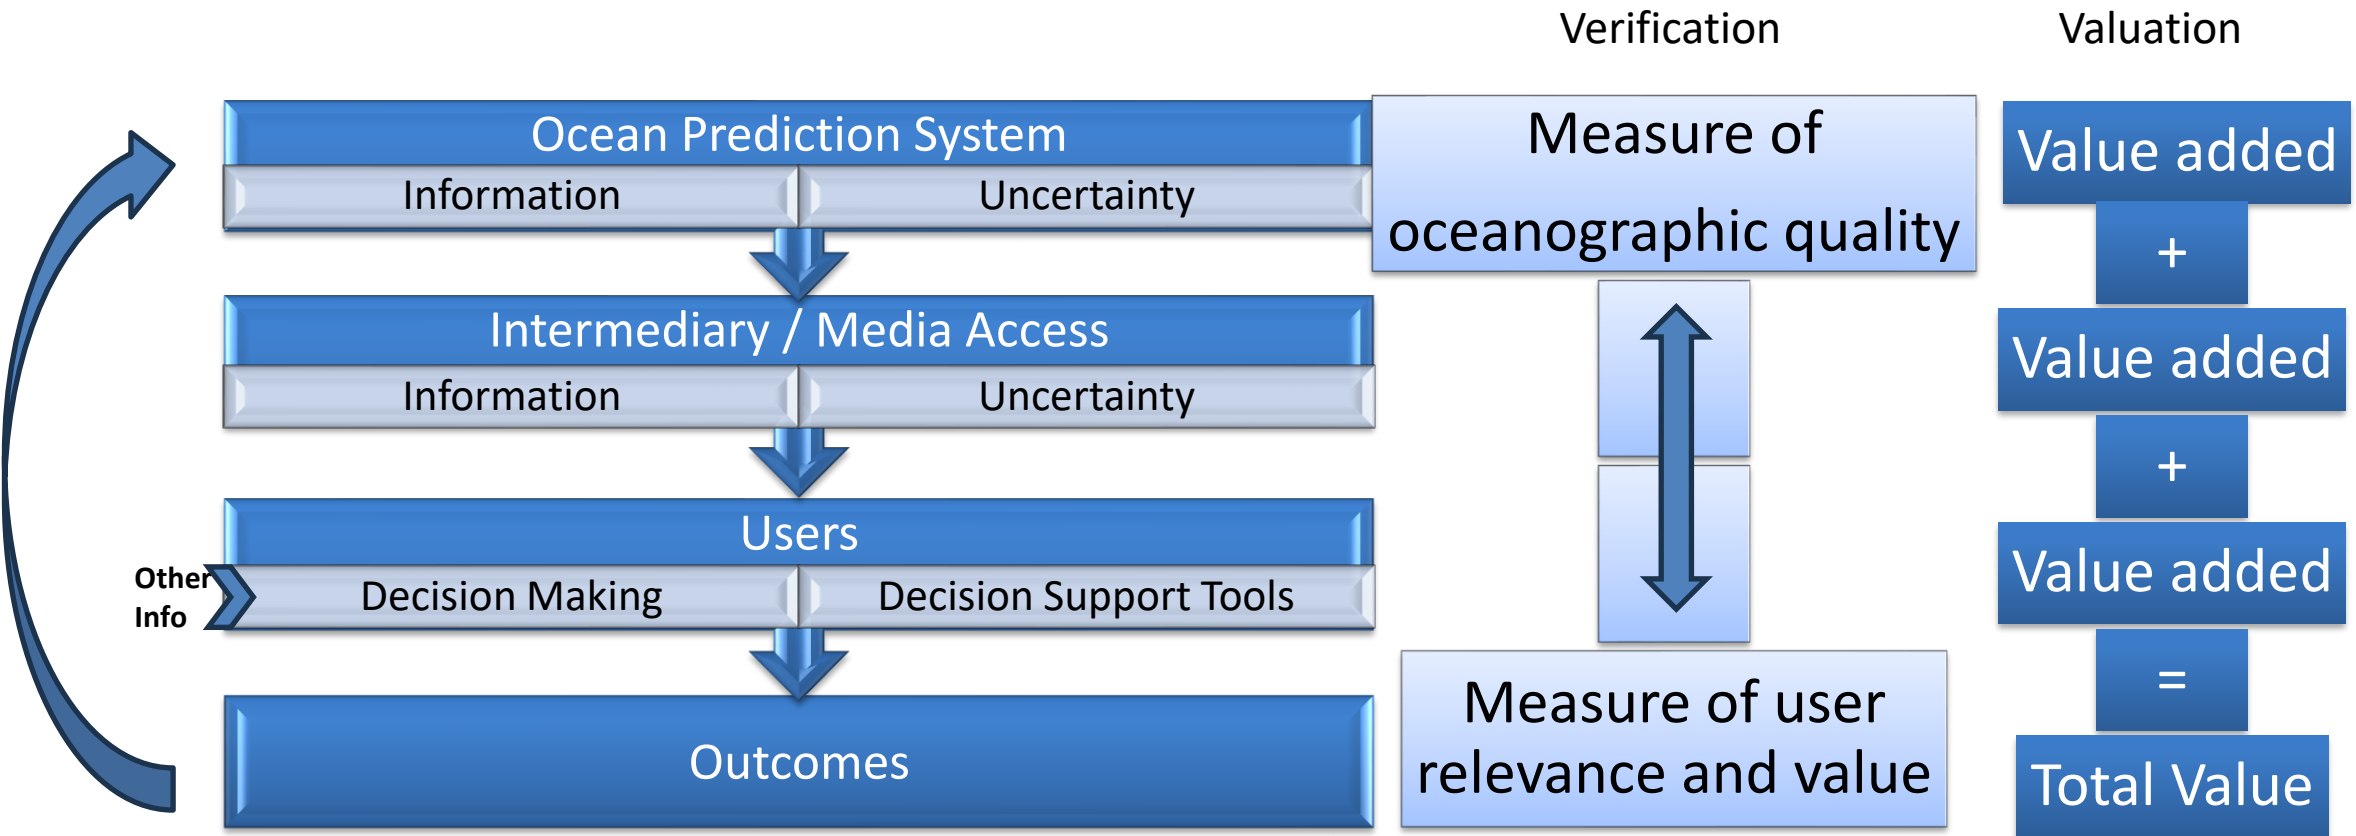 Verification
Valuation
Ocean Prediction System
Information
Uncertainty
Measure of
oceanographic quality
Value added
+
Intermediary / Media Access
Information
Uncertainty
Value added
+
Users
Other
Info
Decision Making
Decision Support Tools
Value added
=
Outcomes
Measure of user
relevance and value
Total Value